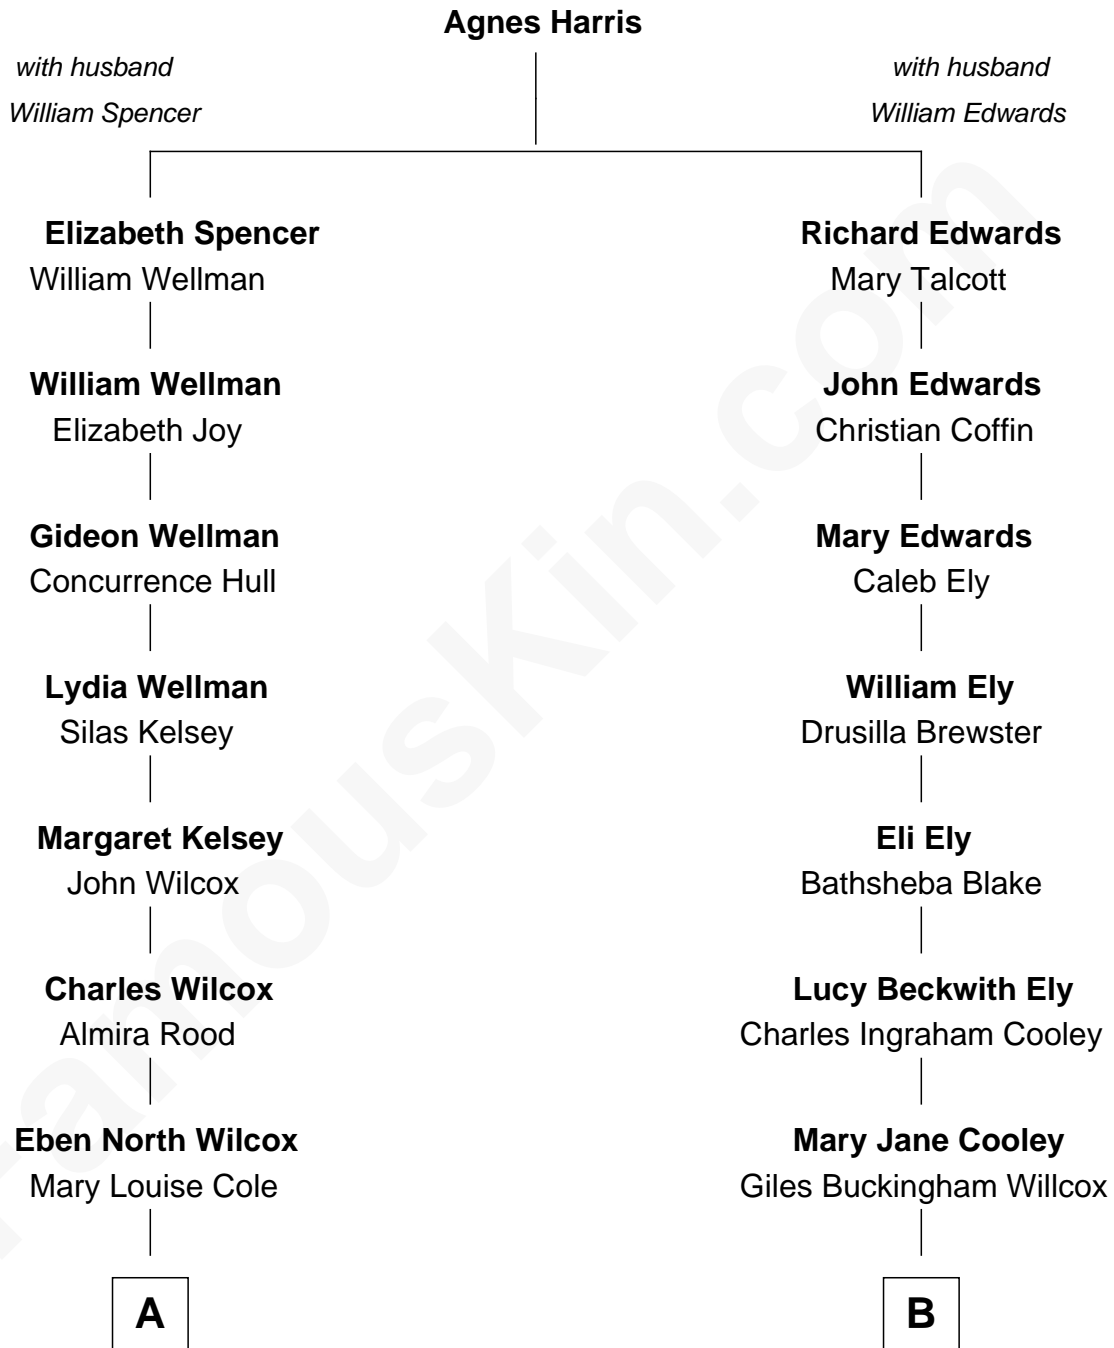 Agnes Harris
with husband
William Spencer
with husband
William Edwards
Elizabeth Spencer
William Wellman
Richard Edwards
Mary Talcott
William Wellman
Elizabeth Joy
John Edwards
Christian Coffin
Gideon Wellman
Concurrence Hull
Mary Edwards
Caleb Ely
Lydia Wellman
Silas Kelsey
William Ely
Drusilla Brewster
Margaret Kelsey
John Wilcox
Eli Ely
Bathsheba Blake
Charles Wilcox
Almira Rood
Lucy Beckwith Ely
Charles Ingraham Cooley
Eben North Wilcox
Mary Louise Cole
Mary Jane Cooley
Giles Buckingham Willcox
A
B
FamousKin.com